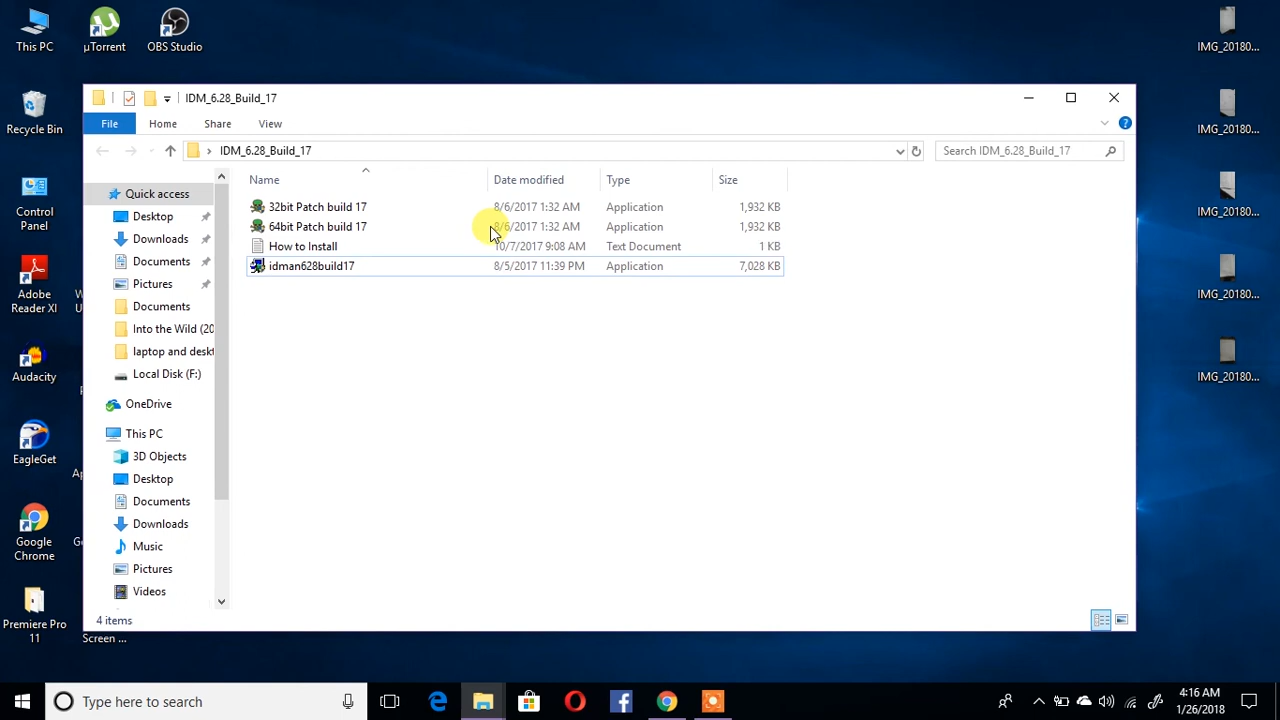 This PC
µTorrent
OBS Studio
IMG_20180...
Recycle Bin
IMG_20180...
Control
Panel
IMG_20180...
Adobe
Reader XI
IMG_20180...
Audacity
IMG_20180...
EagleGet
Google
Chrome
Premiere Pro
11
Screen ...
IDM_6.28_Build_17
File
Home
Share
View
IDM_6.28_Build_17
Search IDM_6.28_Build_17
Name
Date modified
Type
Size
32bit Patch build 17
8/6/2017 1:32 AM
Application
1,932 KB
64bit Patch build 17
8/6/2017 1:32 AM
Application
1,932 KB
How to Install
10/7/2017 9:08 AM
Text Document
1 KB
idman628build17
8/5/2017 11:39 PM
Application
7,028 KB
Quick access
Desktop
Downloads
Documents
Pictures
Documents
Into the Wild (20
laptop and deskt
Local Disk (F:)
OneDrive
This PC
3D Objects
Desktop
Documents
Downloads
Music
Pictures
Videos
4 items
Type here to search
4:16 AM
1/26/2018